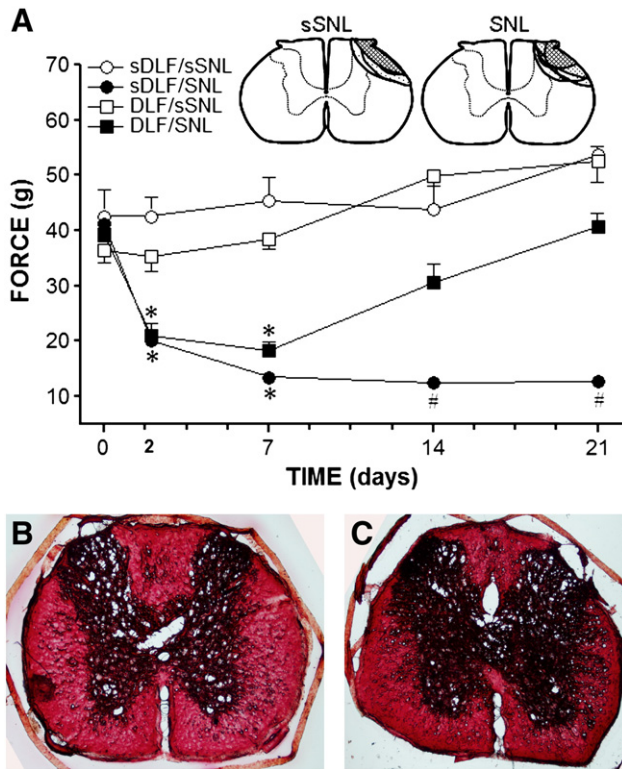 A
sSNL
SNL
sDLF/sSNL
sDLF/SNL
DLF/sSNL
DLF/SNL
FORCE (g)
70
60
50
40
30
20
10
*
*
*
*
#
#
0
2
7
14
21
TIME (days)
B
C